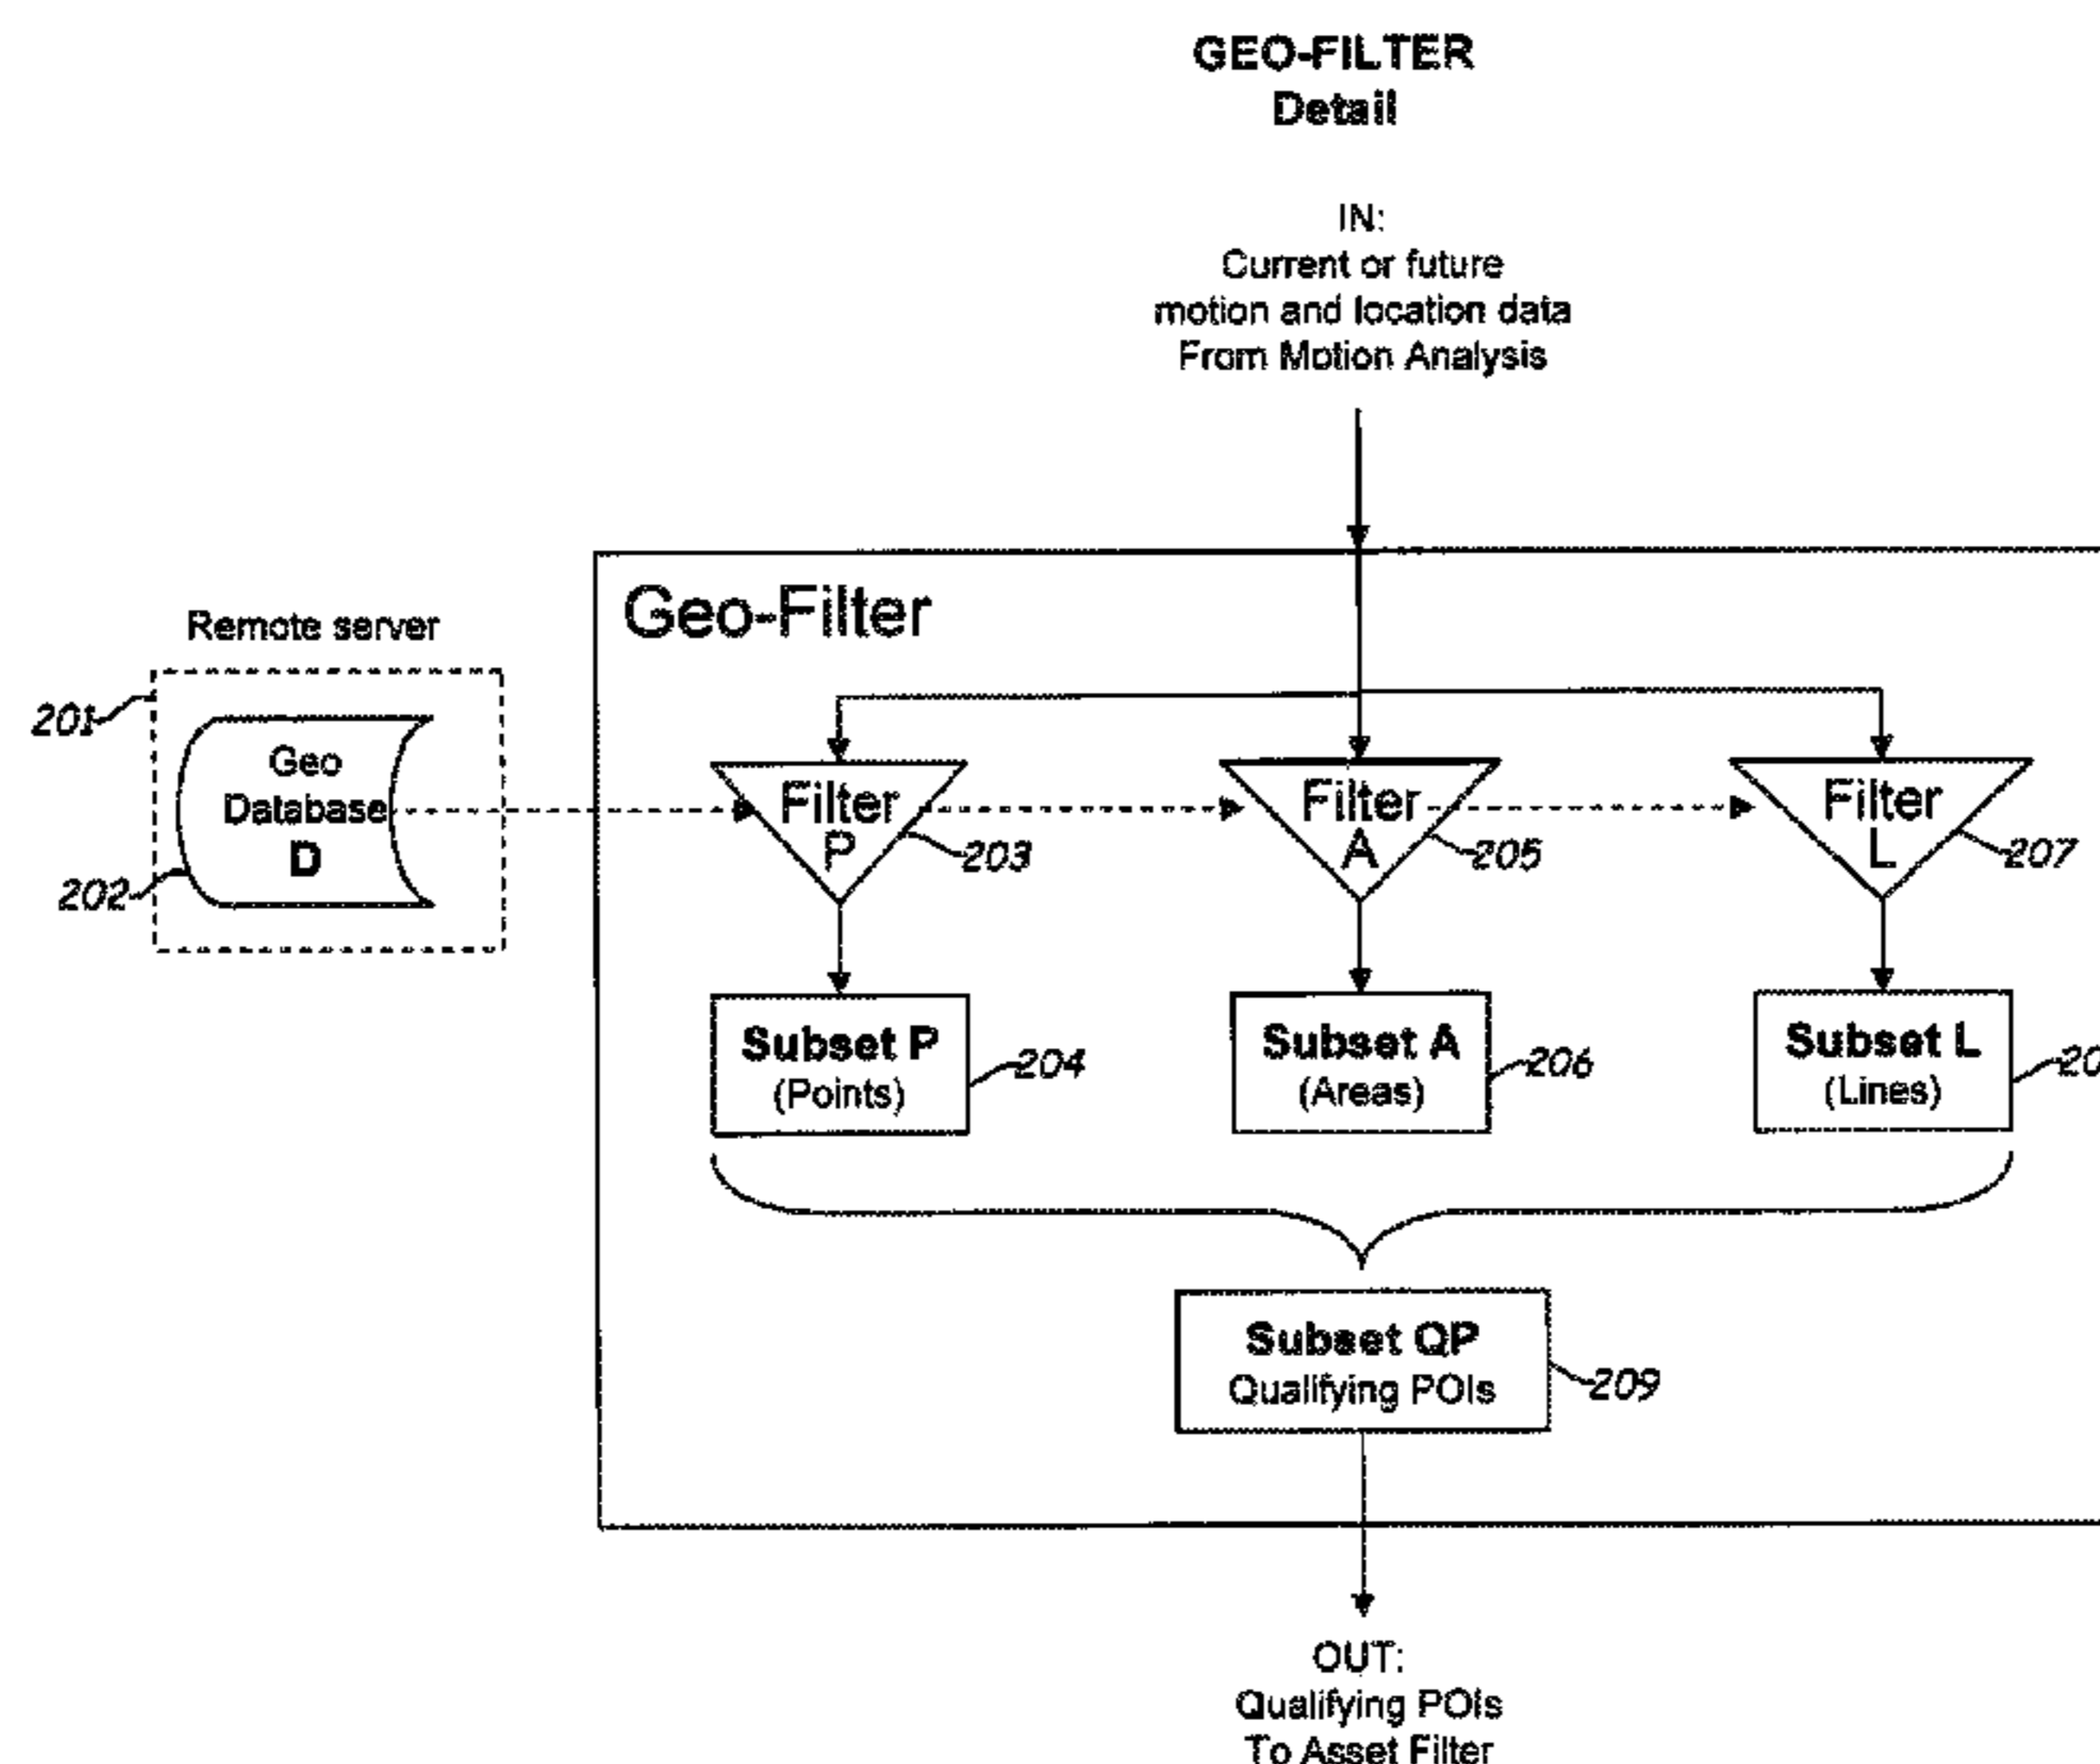 GEO-FILTER
Detail
IN:
Current or future
motion and location data
From Motion Analysis
Geo-Filter
Remote server
201
Geo
Database
D
202
Filter
P
203
Filter
A
205
Filter
L
207
Subset P
(Points)
204
Subset A
(Areas)
206
Subset L
(Lines)
Subset QP
Qualifying POIs
209
OUT:
Qualifying POIs
To Asset Filter